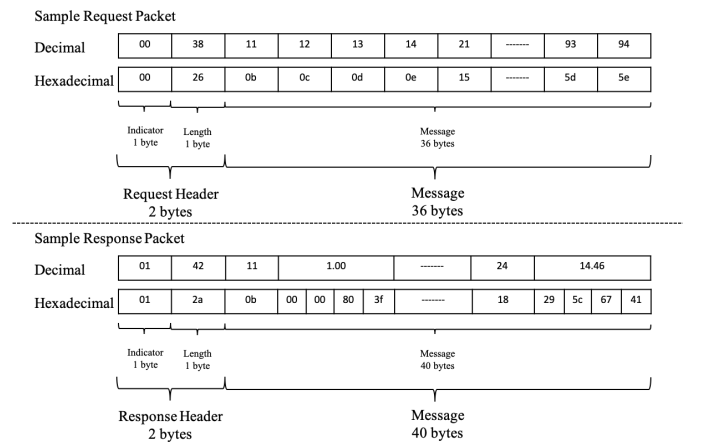 Sample Request Packet
Decimal 00 38 11 12 13 14 21 ------- 93 94
Hexadecimal 00 26 0b 0c 0d 0e 15 ------- 5d 5e
Indicator Length Message
1 byte 1 byte 36 bytes
Request Header Message
2 bytes 36 bytes
Sample Response Packet
Decimal 01 42 11 1.00 ------- 24 14.46
Hexadecimal 01 2a 0b 00 00 80 3f ------- 18 29 5c 67 41
Indicator Length Message
1 byte 1 byte 40 bytes
Response Header Message
2 bytes 40 bytes